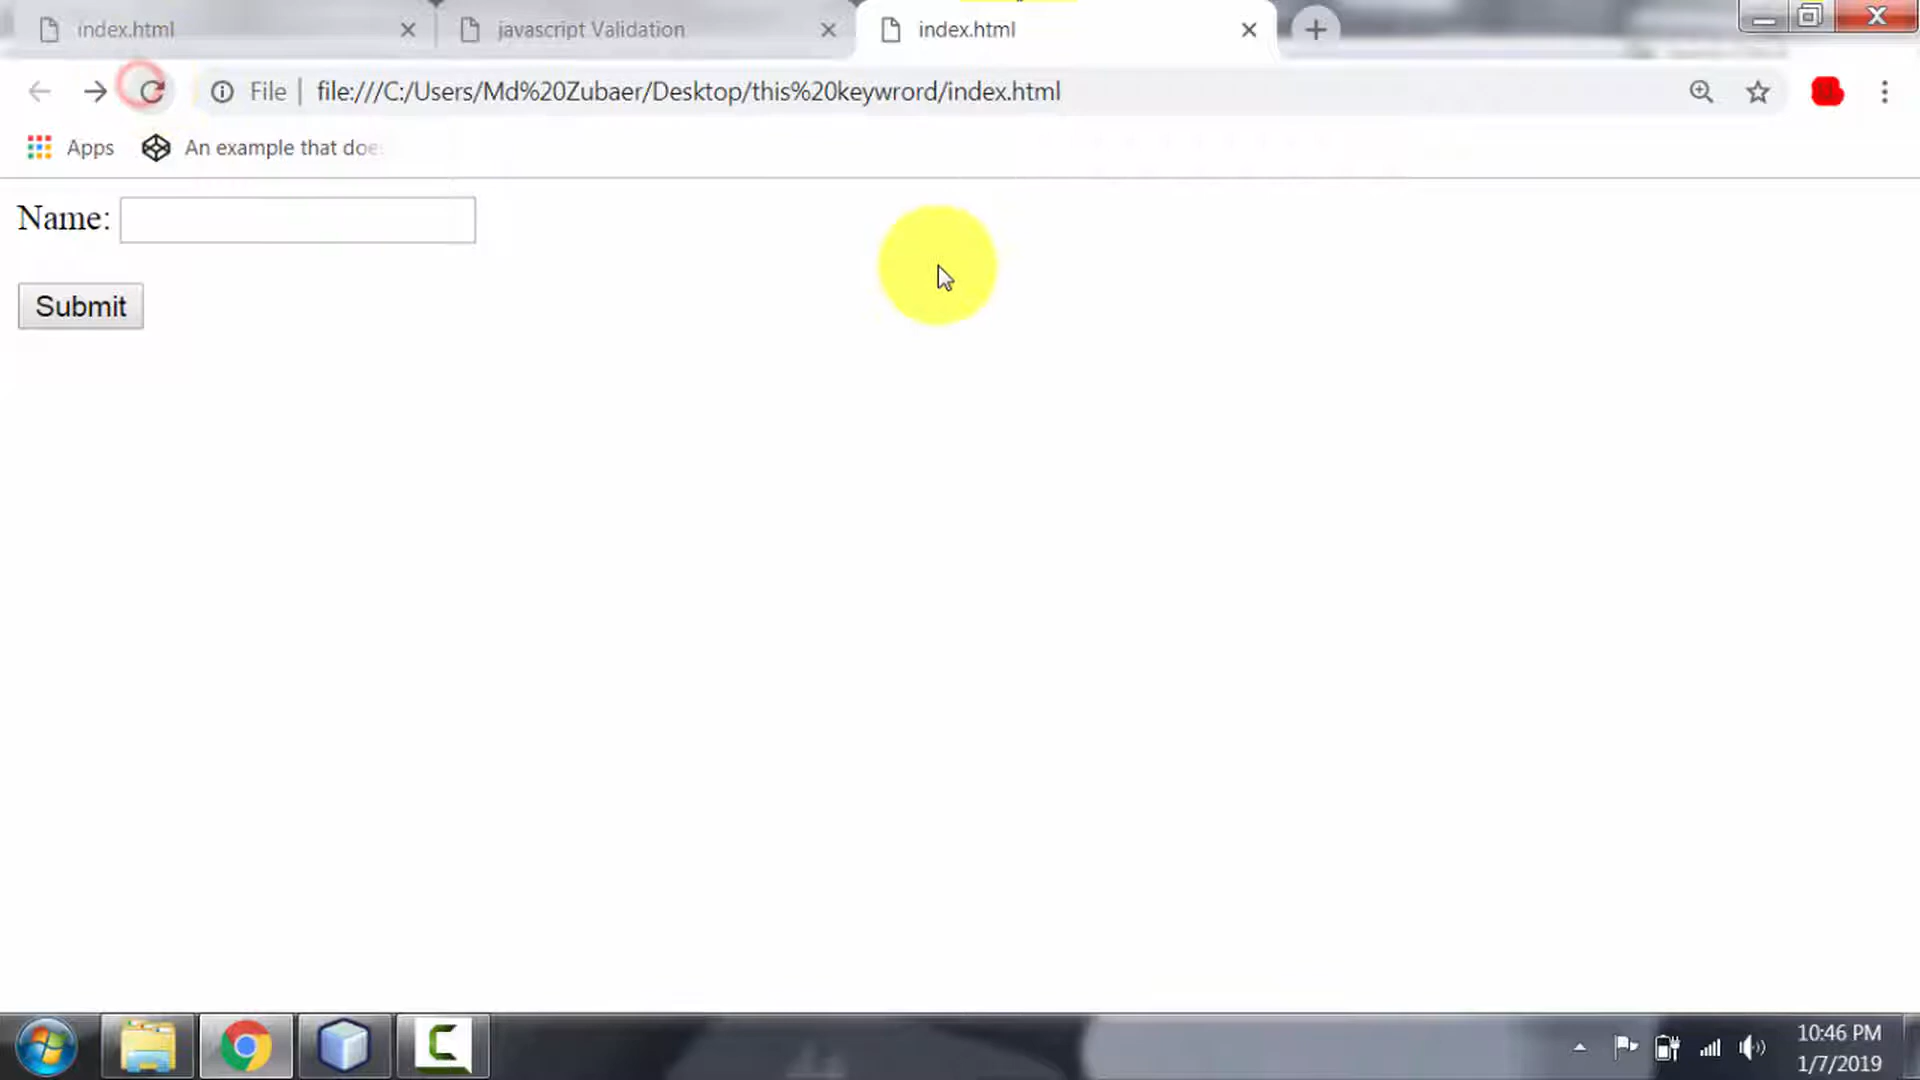 index.html
javascript Validation
index.html
File
file:///C:/Users/Md%20Zubaer/Desktop/this%20keywrord/index.html
Apps
An example that doe
Name:
Submit
10:46 PM
1/7/2019